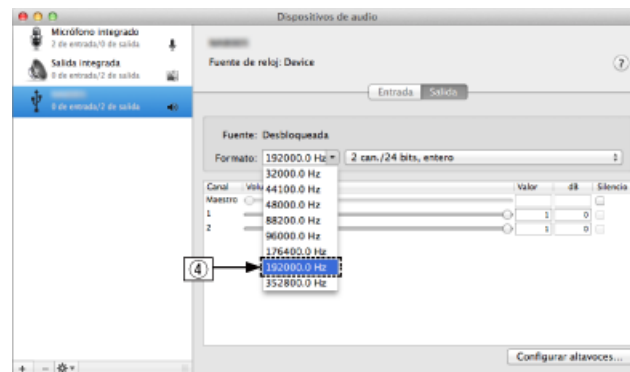 Dispositivos de audio
Micrófono integrado
2 de entrada/0 de salida
Salida integrada
0 de entrada/2 de salida
0 de entrada/2 de salida
Fuente de reloj: Device
?
Entrada Salida
Fuente: Desbloqueada
Formato: 192000.0 Hz 2 can./24 bits, entero
32000.0 Hz
44100.0 Hz
48000.0 Hz
88200.0 Hz
96000.0 Hz
176400.0 Hz
192000.0 Hz
352800.0 Hz
Canal Valor dB Silencio
Maestro
1 1 0
2 1 0
4
+ -
Configurar altavoces...